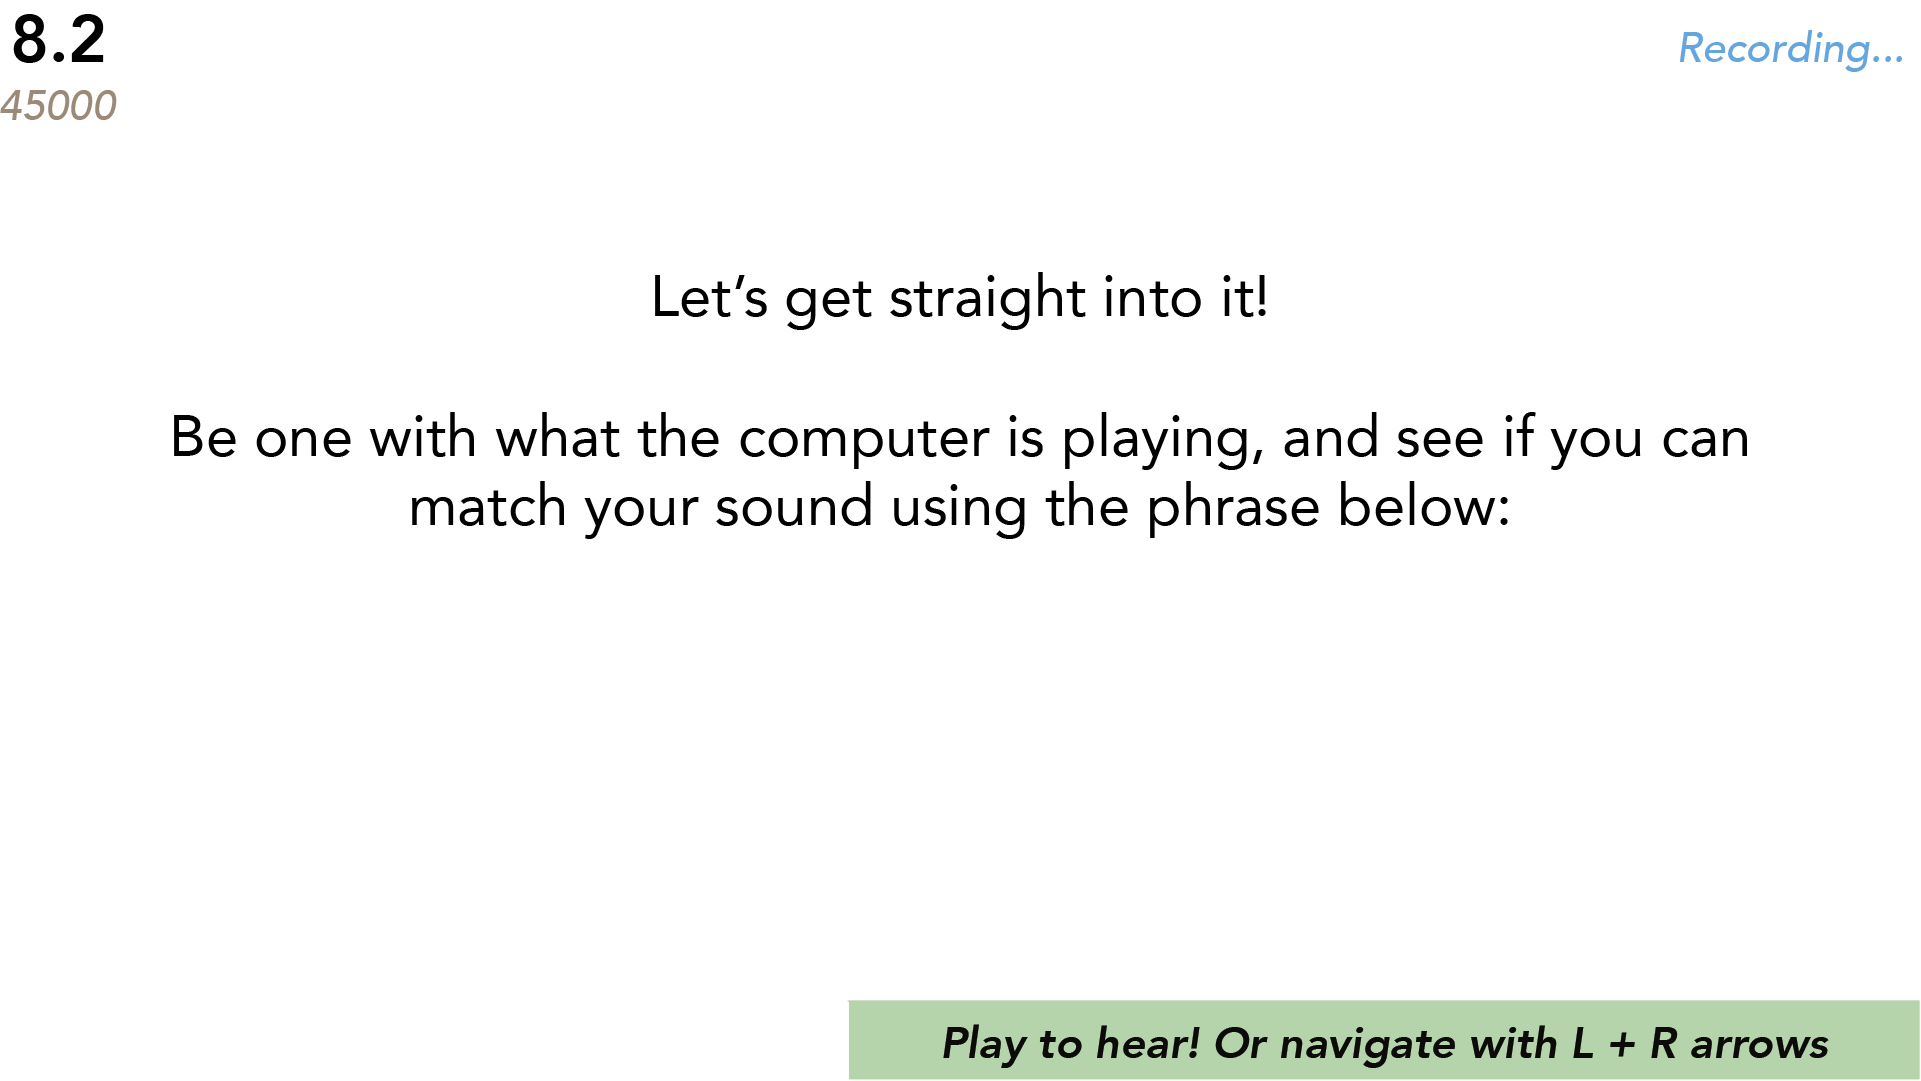 8.2
Recording...
45000
Let’s get straight into it!
Be one with what the computer is playing, and see if you can
match your sound using the phrase below:
Play to hear! Or navigate with L + R arrows